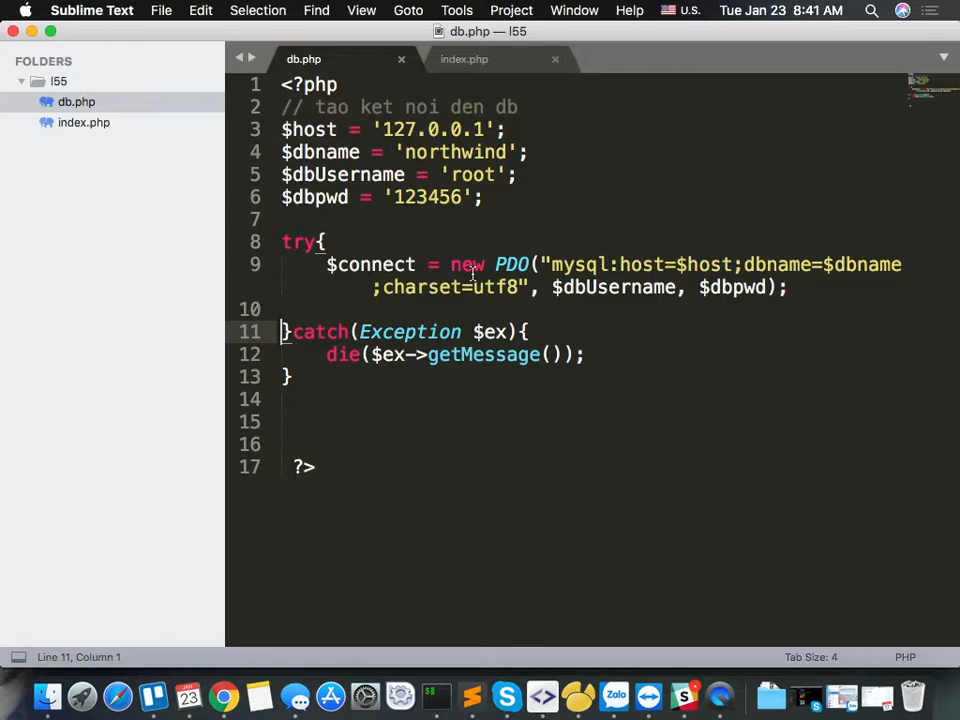 Sublime Text File Edit Selection Find View Goto Tools Project Window Help U.S. Tue Jan 23 8:41 AM
db.php — l55
FOLDERS
l55
db.php
index.php
db.php × index.php ×
1 <?php
2 // tao ket noi den db
3 $host = '127.0.0.1';
4 $dbname = 'northwind';
5 $dbUsername = 'root';
6 $dbpwd = '123456';
7
8 try{
9 $connect = new PDO("mysql:host=$host;dbname=$dbname
;charset=utf8", $dbUsername, $dbpwd);
10
11 }catch(Exception $ex){
12 die($ex->getMessage());
13 }
14
15
16
17 ?>
Line 11, Column 1 Tab Size: 4 PHP
JAN
23
$
S
Zalo